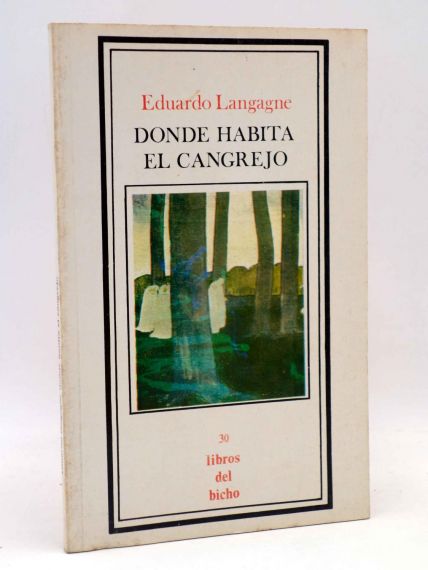 Eduardo Langagne
DONDE HABITA
EL CANGREJO
30
libros
del
bicho